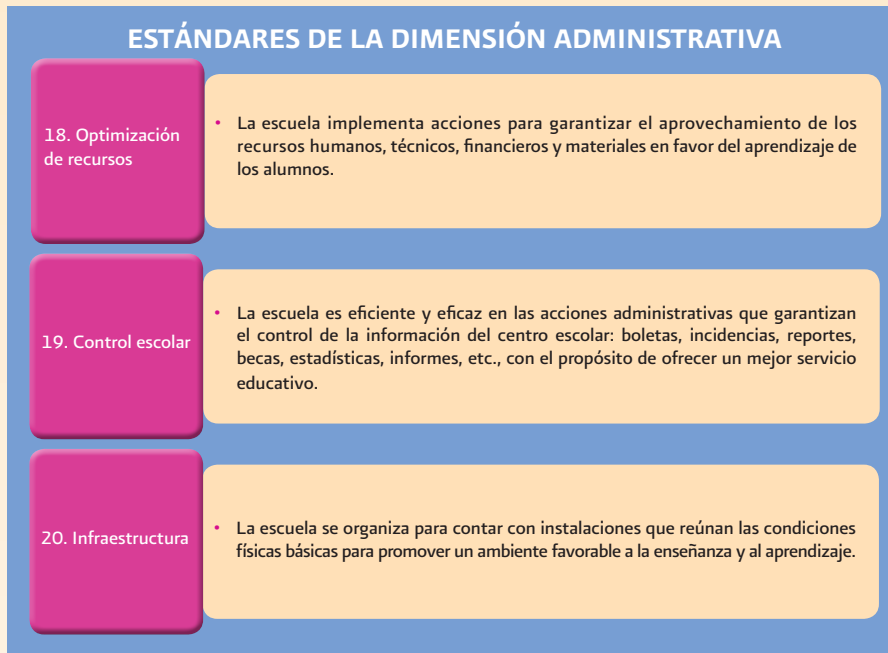 ESTÁNDARES DE LA DIMENSIÓN ADMINISTRATIVA
18. Optimización
de recursos
• La escuela implementa acciones para garantizar el aprovechamiento de los
recursos humanos, técnicos, financieros y materiales en favor del aprendizaje de
los alumnos.
19. Control escolar
• La escuela es eficiente y eficaz en las acciones administrativas que garantizan
el control de la información del centro escolar: boletas, incidencias, reportes,
becas, estadísticas, informes, etc., con el propósito de ofrecer un mejor servicio
educativo.
20. Infraestructura
• La escuela se organiza para contar con instalaciones que reúnan las condiciones
físicas básicas para promover un ambiente favorable a la enseñanza y al aprendizaje.